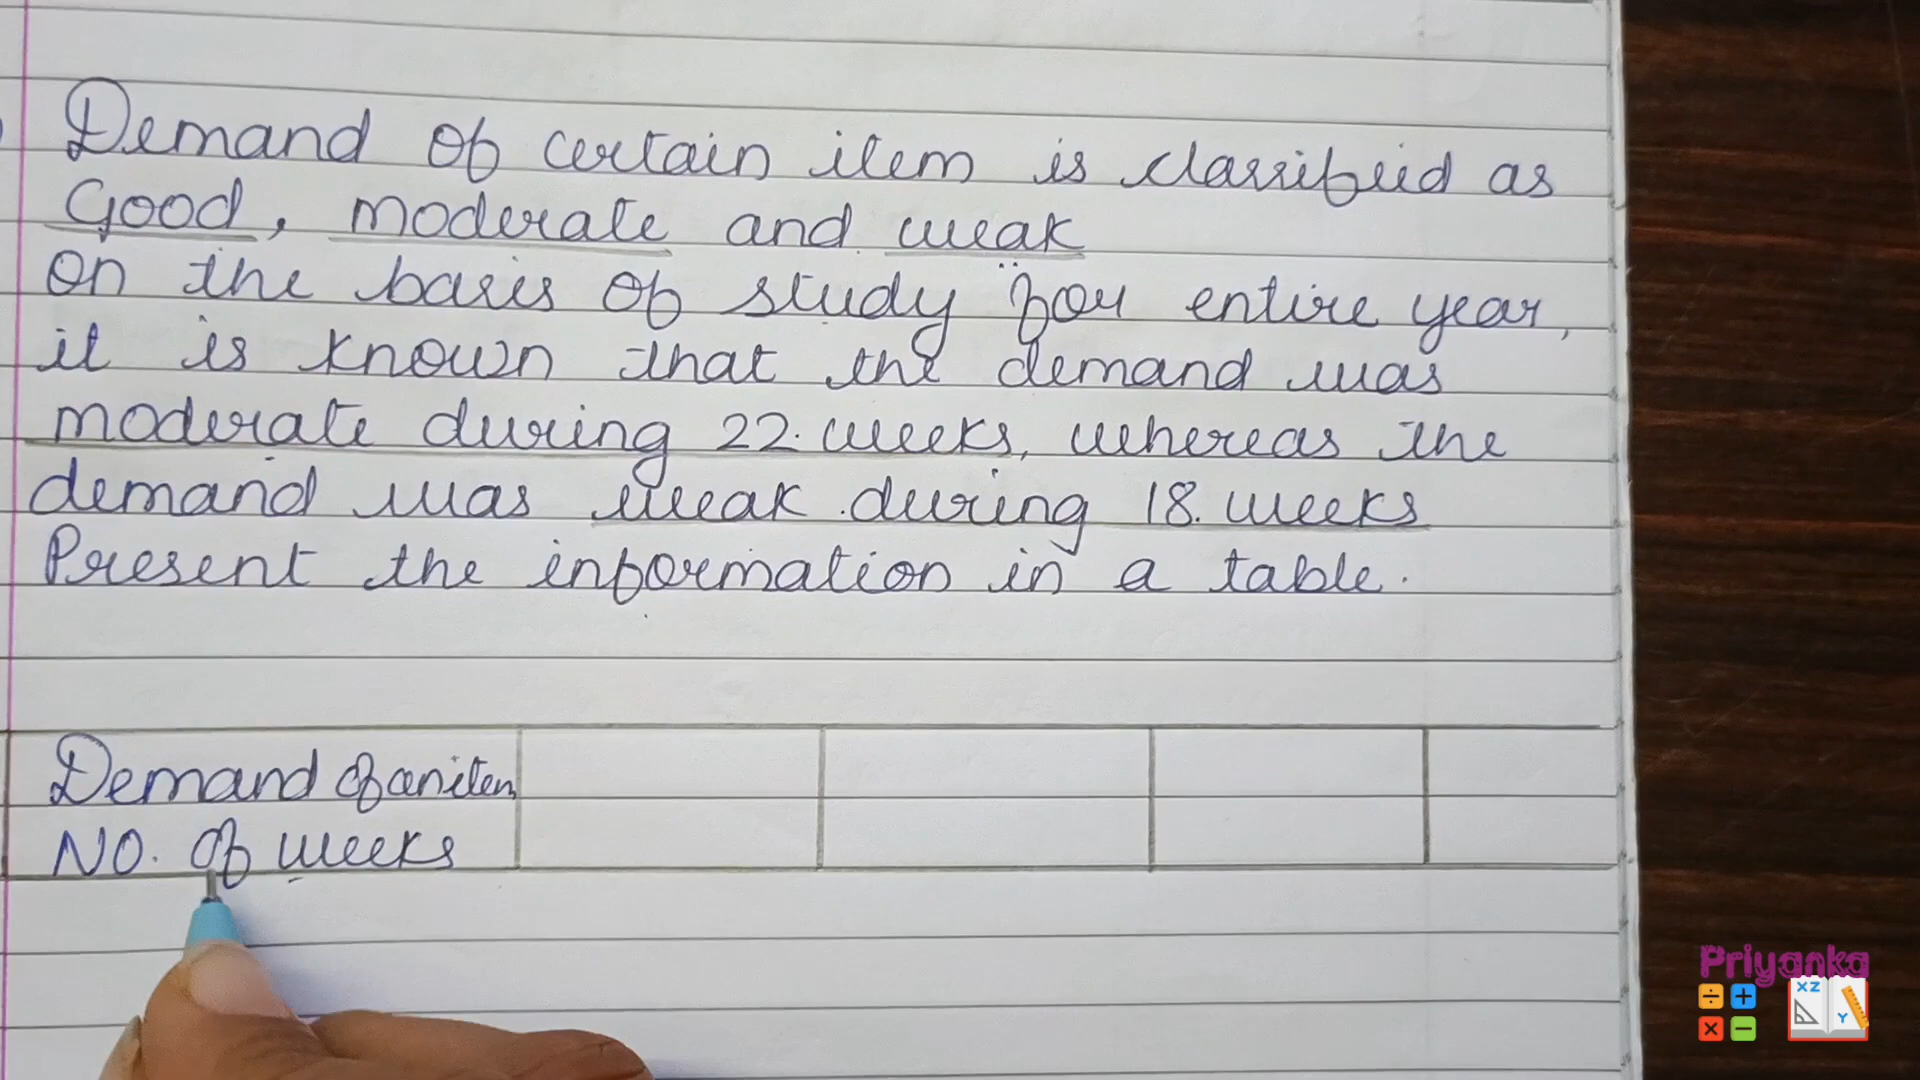 Demand of certain item is classified as
Good, moderate and weak
on the basis of study for entire year,
it is known that the demand was
moderate during 22 weeks, whereas the
demand was weak during 18 weeks
Present the information in a table.
Demand of an item
NO. of weeks
Priyanka
XZ
Y